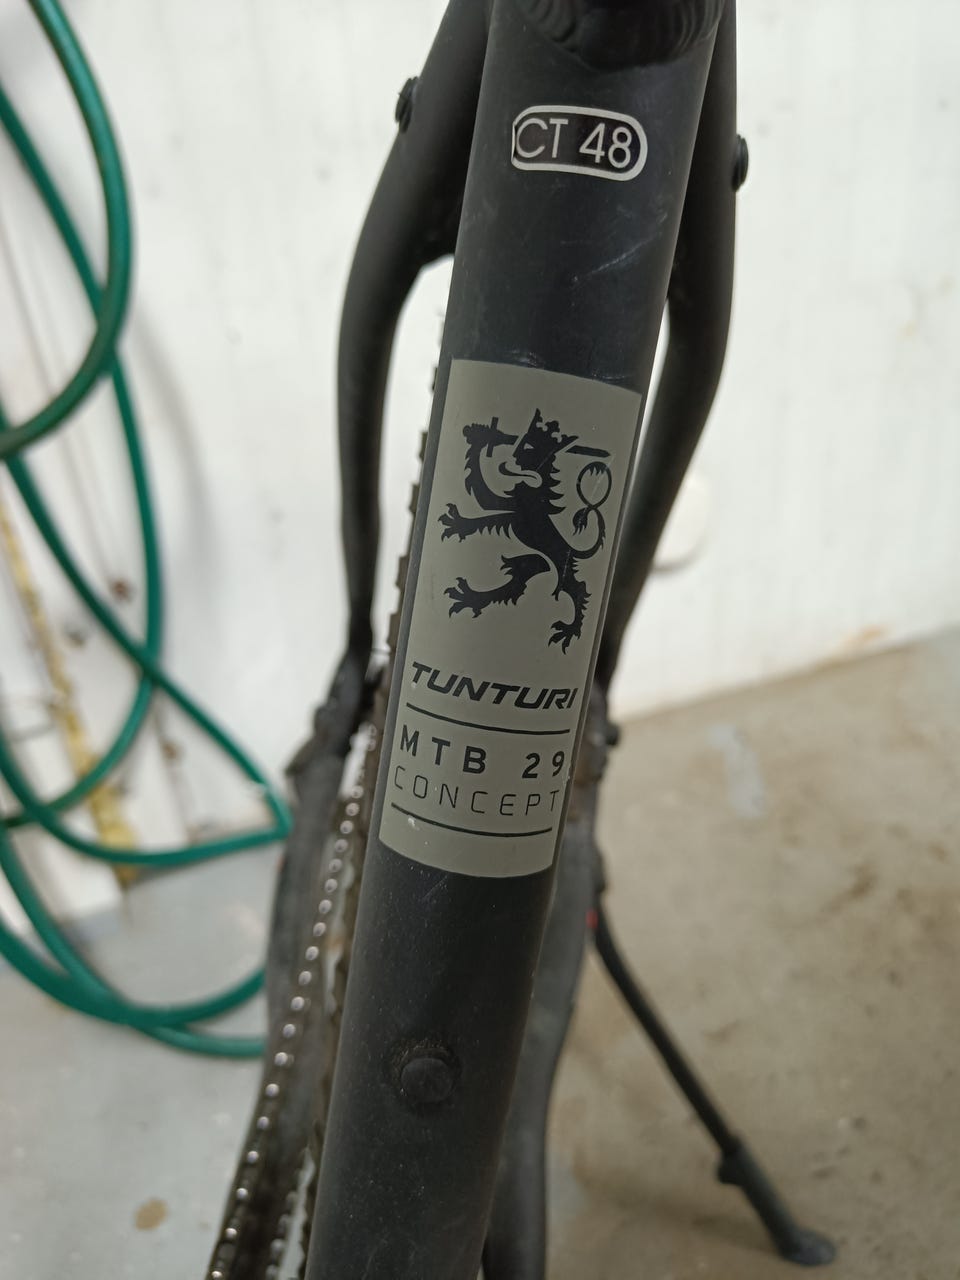 CT 48
TUNTURI
MTB 29
CONCEPT